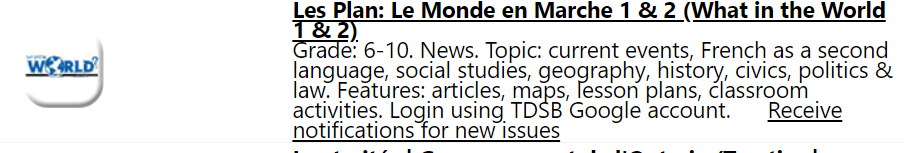 Les Plan: Le Monde en Marche 1 & 2 (What in the World
1 & 2)
Grade: 6-10. News. Topic: current events, French as a second
language, social studies, geography, history, civics, politics &
law. Features: articles, maps, lesson plans, classroom
activities. Login using TDSB Google account. Receive
notifications for new issues
WORLD?